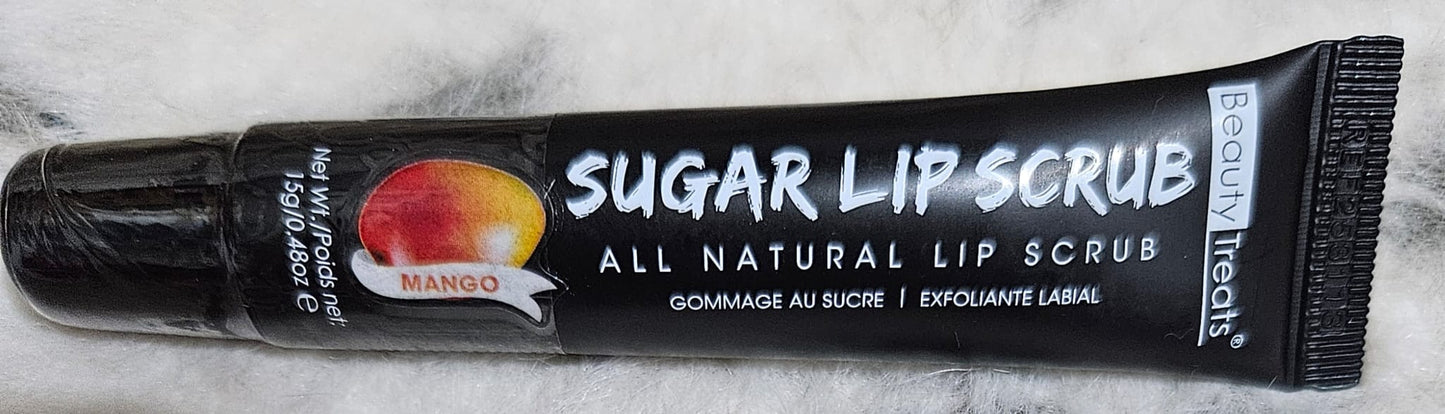 Net Wt./Poids net:
15g/0.48oz ℮
MANGO
SUGAR LIP SCRUB
ALL NATURAL LIP SCRUB
GOMMAGE AU SUCRE | EXFOLIANTE LABIAL
Beauty Treats®